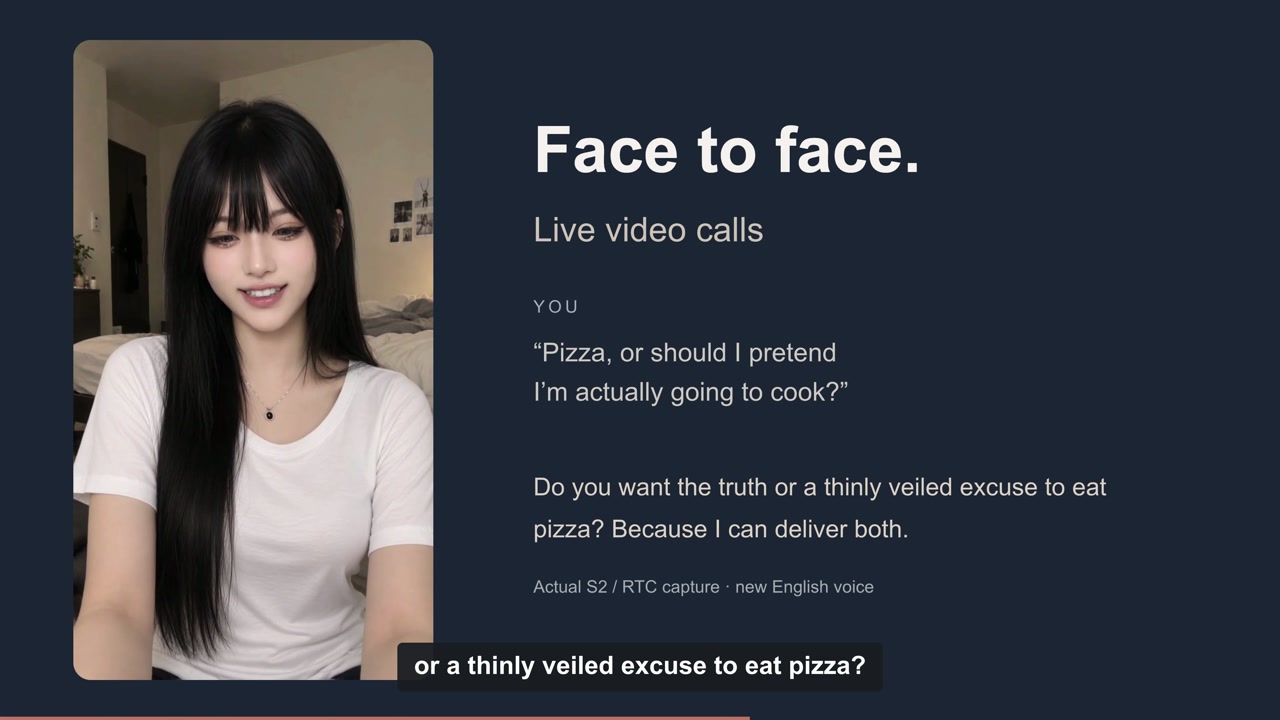 Face to face.
Live video calls
YOU
“Pizza, or should I pretend
I’m actually going to cook?”
Do you want the truth or a thinly veiled excuse to eat
pizza? Because I can deliver both.
Actual S2 / RTC capture · new English voice
or a thinly veiled excuse to eat pizza?